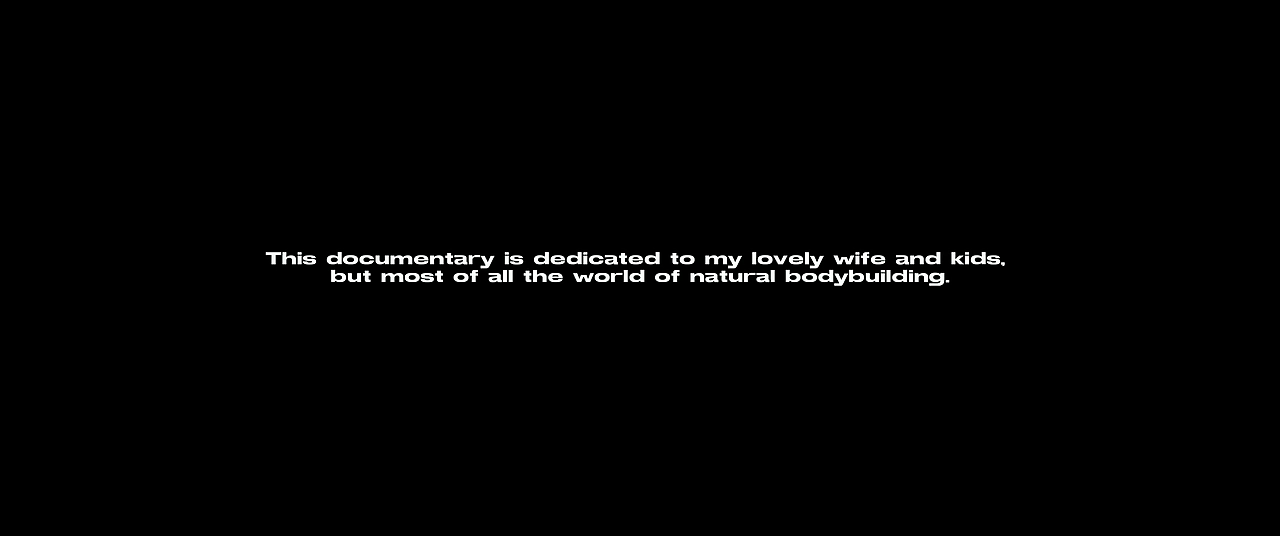 This documentary is dedicated to my lovely wife and kids,
but most of all the world of natural bodybuilding.